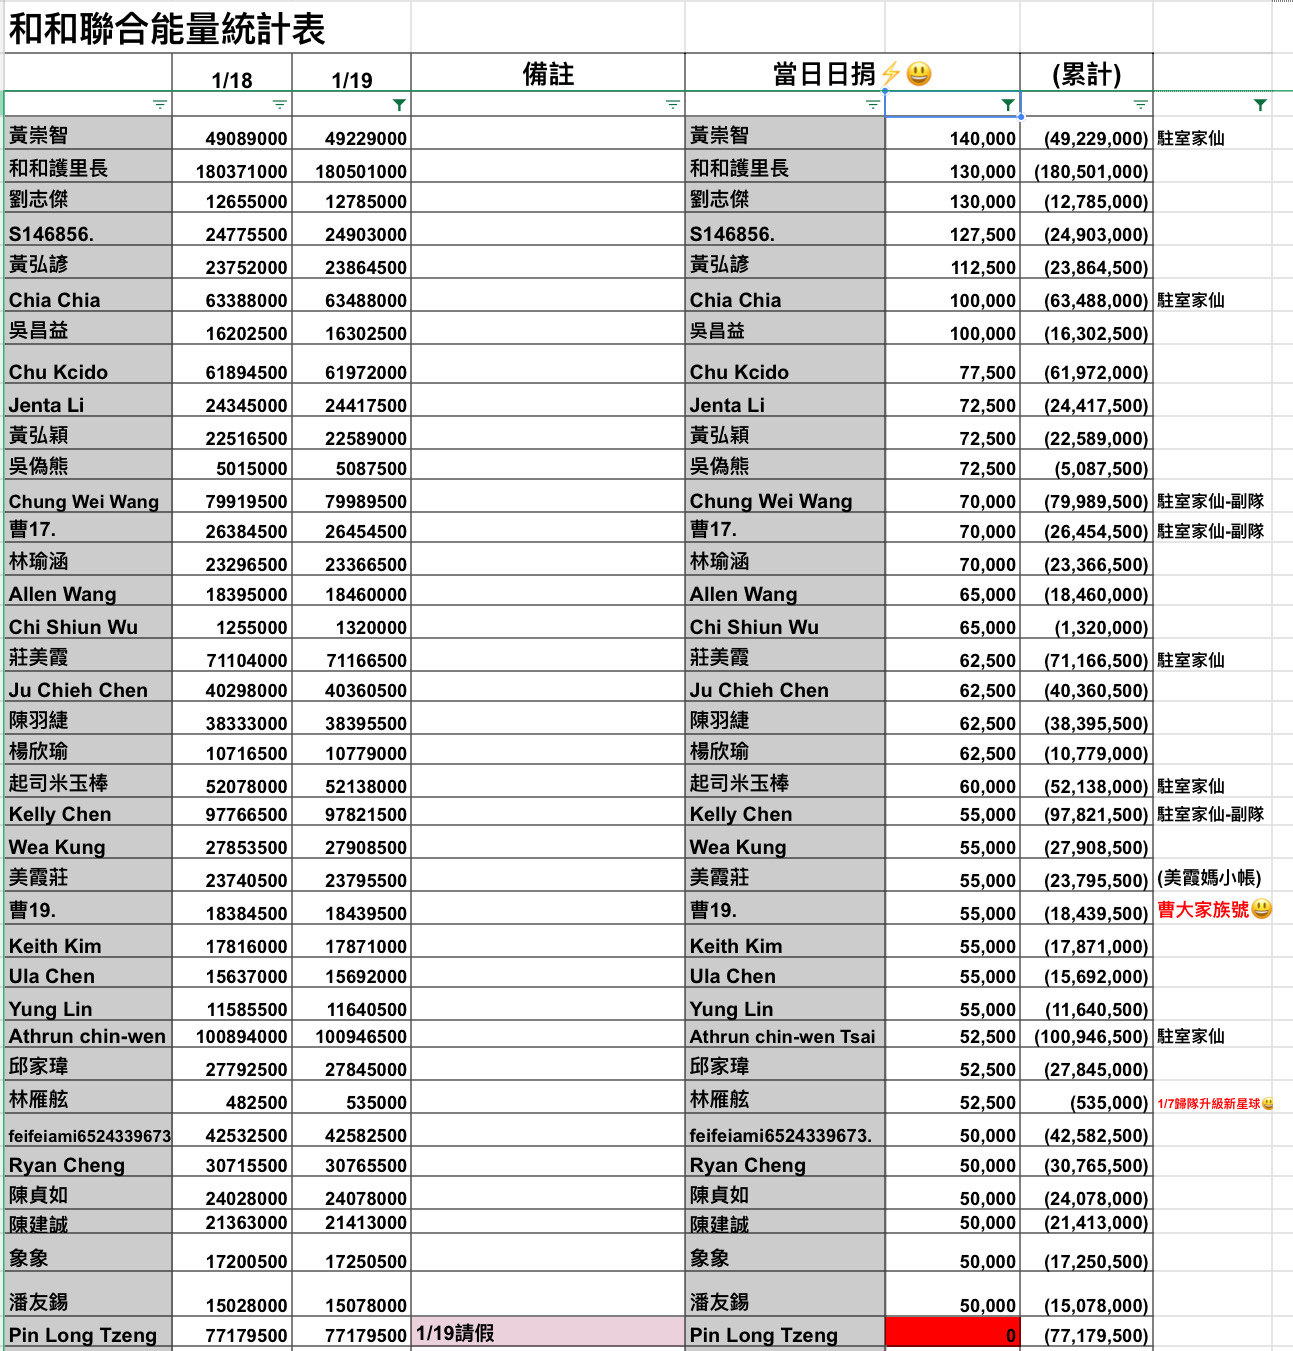 和和聯合能量統計表
1/18 1/19 備註 當日日捐⚡😃 (累計)
黃崇智 49089000 49229000 黃崇智 140,000 (49,229,000) 駐室家仙
和和護里長 180371000 180501000 和和護里長 130,000 (180,501,000)
劉志傑 12655000 12785000 劉志傑 130,000 (12,785,000)
S146856. 24775500 24903000 S146856. 127,500 (24,903,000)
黃弘諺 23752000 23864500 黃弘諺 112,500 (23,864,500)
Chia Chia 63388000 63488000 Chia Chia 100,000 (63,488,000) 駐室家仙
吳昌益 16202500 16302500 吳昌益 100,000 (16,302,500)
Chu Kcido 61894500 61972000 Chu Kcido 77,500 (61,972,000)
Jenta Li 24345000 24417500 Jenta Li 72,500 (24,417,500)
黃弘穎 22516500 22589000 黃弘穎 72,500 (22,589,000)
吳偽熊 5015000 5087500 吳偽熊 72,500 (5,087,500)
Chung Wei Wang 79919500 79989500 Chung Wei Wang 70,000 (79,989,500) 駐室家仙-副隊
曹17. 26384500 26454500 曹17. 70,000 (26,454,500) 駐室家仙-副隊
林瑜涵 23296500 23366500 林瑜涵 70,000 (23,366,500)
Allen Wang 18395000 18460000 Allen Wang 65,000 (18,460,000)
Chi Shiun Wu 1255000 1320000 Chi Shiun Wu 65,000 (1,320,000)
莊美霞 71104000 71166500 莊美霞 62,500 (71,166,500) 駐室家仙
Ju Chieh Chen 40298000 40360500 Ju Chieh Chen 62,500 (40,360,500)
陳羽緁 38333000 38395500 陳羽緁 62,500 (38,395,500)
楊欣瑜 10716500 10779000 楊欣瑜 62,500 (10,779,000)
起司米玉棒 52078000 52138000 起司米玉棒 60,000 (52,138,000) 駐室家仙
Kelly Chen 97766500 97821500 Kelly Chen 55,000 (97,821,500) 駐室家仙-副隊
Wea Kung 27853500 27908500 Wea Kung 55,000 (27,908,500)
美霞莊 23740500 23795500 美霞莊 55,000 (23,795,500) (美霞媽小帳)
曹19. 18384500 18439500 曹19. 55,000 (18,439,500) 曹大家族號😃
Keith Kim 17816000 17871000 Keith Kim 55,000 (17,871,000)
Ula Chen 15637000 15692000 Ula Chen 55,000 (15,692,000)
Yung Lin 11585500 11640500 Yung Lin 55,000 (11,640,500)
Athrun chin-wen 100894000 100946500 Athrun chin-wen Tsai 52,500 (100,946,500) 駐室家仙
邱家瑋 27792500 27845000 邱家瑋 52,500 (27,845,000)
林雁舷 482500 535000 林雁舷 52,500 (535,000) 1/7歸隊升級新星球😃
feifeiami6524339673 42532500 42582500 feifeiami6524339673. 50,000 (42,582,500)
Ryan Cheng 30715500 30765500 Ryan Cheng 50,000 (30,765,500)
陳貞如 24028000 24078000 陳貞如 50,000 (24,078,000)
陳建誠 21363000 21413000 陳建誠 50,000 (21,413,000)
象象 17200500 17250500 象象 50,000 (17,250,500)
潘友錫 15028000 15078000 潘友錫 50,000 (15,078,000)
Pin Long Tzeng 77179500 77179500 1/19請假 Pin Long Tzeng 0 (77,179,500)